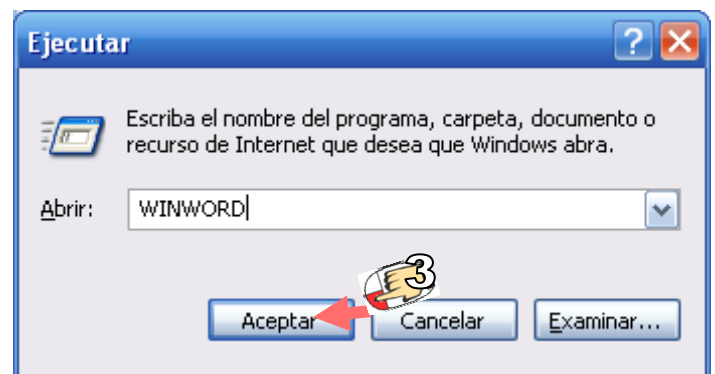 Ejecutar
Escriba el nombre del programa, carpeta, documento o
recurso de Internet que desea que Windows abra.
Abrir: WINWORD
3
Aceptar Cancelar Examinar...